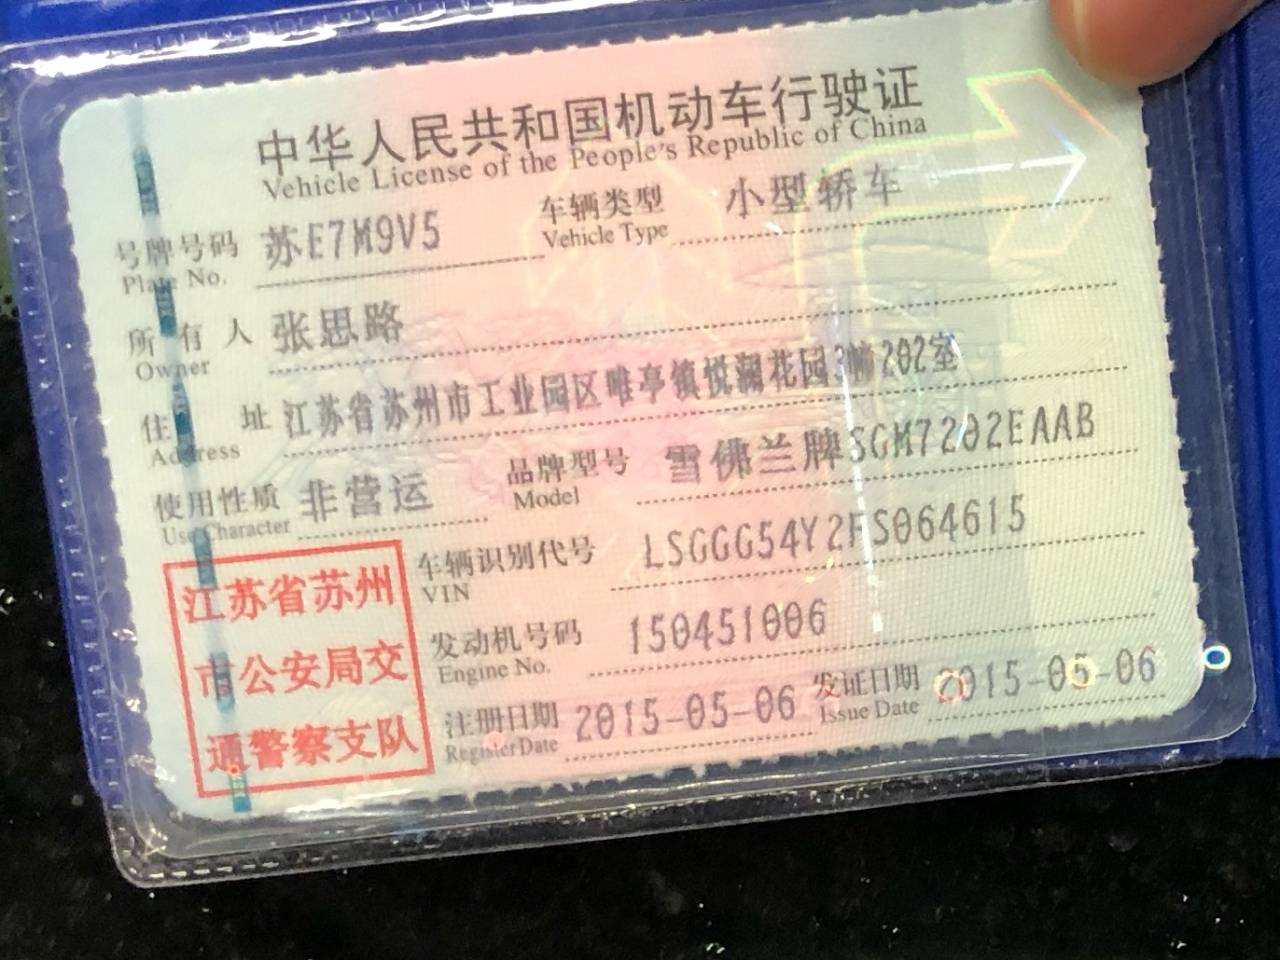 中华人民共和国机动车行驶证
Vehicle License of the People's Republic of China
号牌号码 苏E7M9V5 车辆类型 小型轿车
Plate No. Vehicle Type
所有人 张思路
Owner
住址 江苏省苏州市工业园区唯亭镇悦澜花园3幢202室
Address
使用性质 非营运 品牌型号 雪佛兰牌SGM7202EAAB
Use Character Model
车辆识别代号 LSGGG54Y2FS064615
VIN
发动机号码 150451006
Engine No.
注册日期 2015-05-06 发证日期 2015-05-06
Register Date Issue Date
江苏省苏州
市公安局交
通警察支队